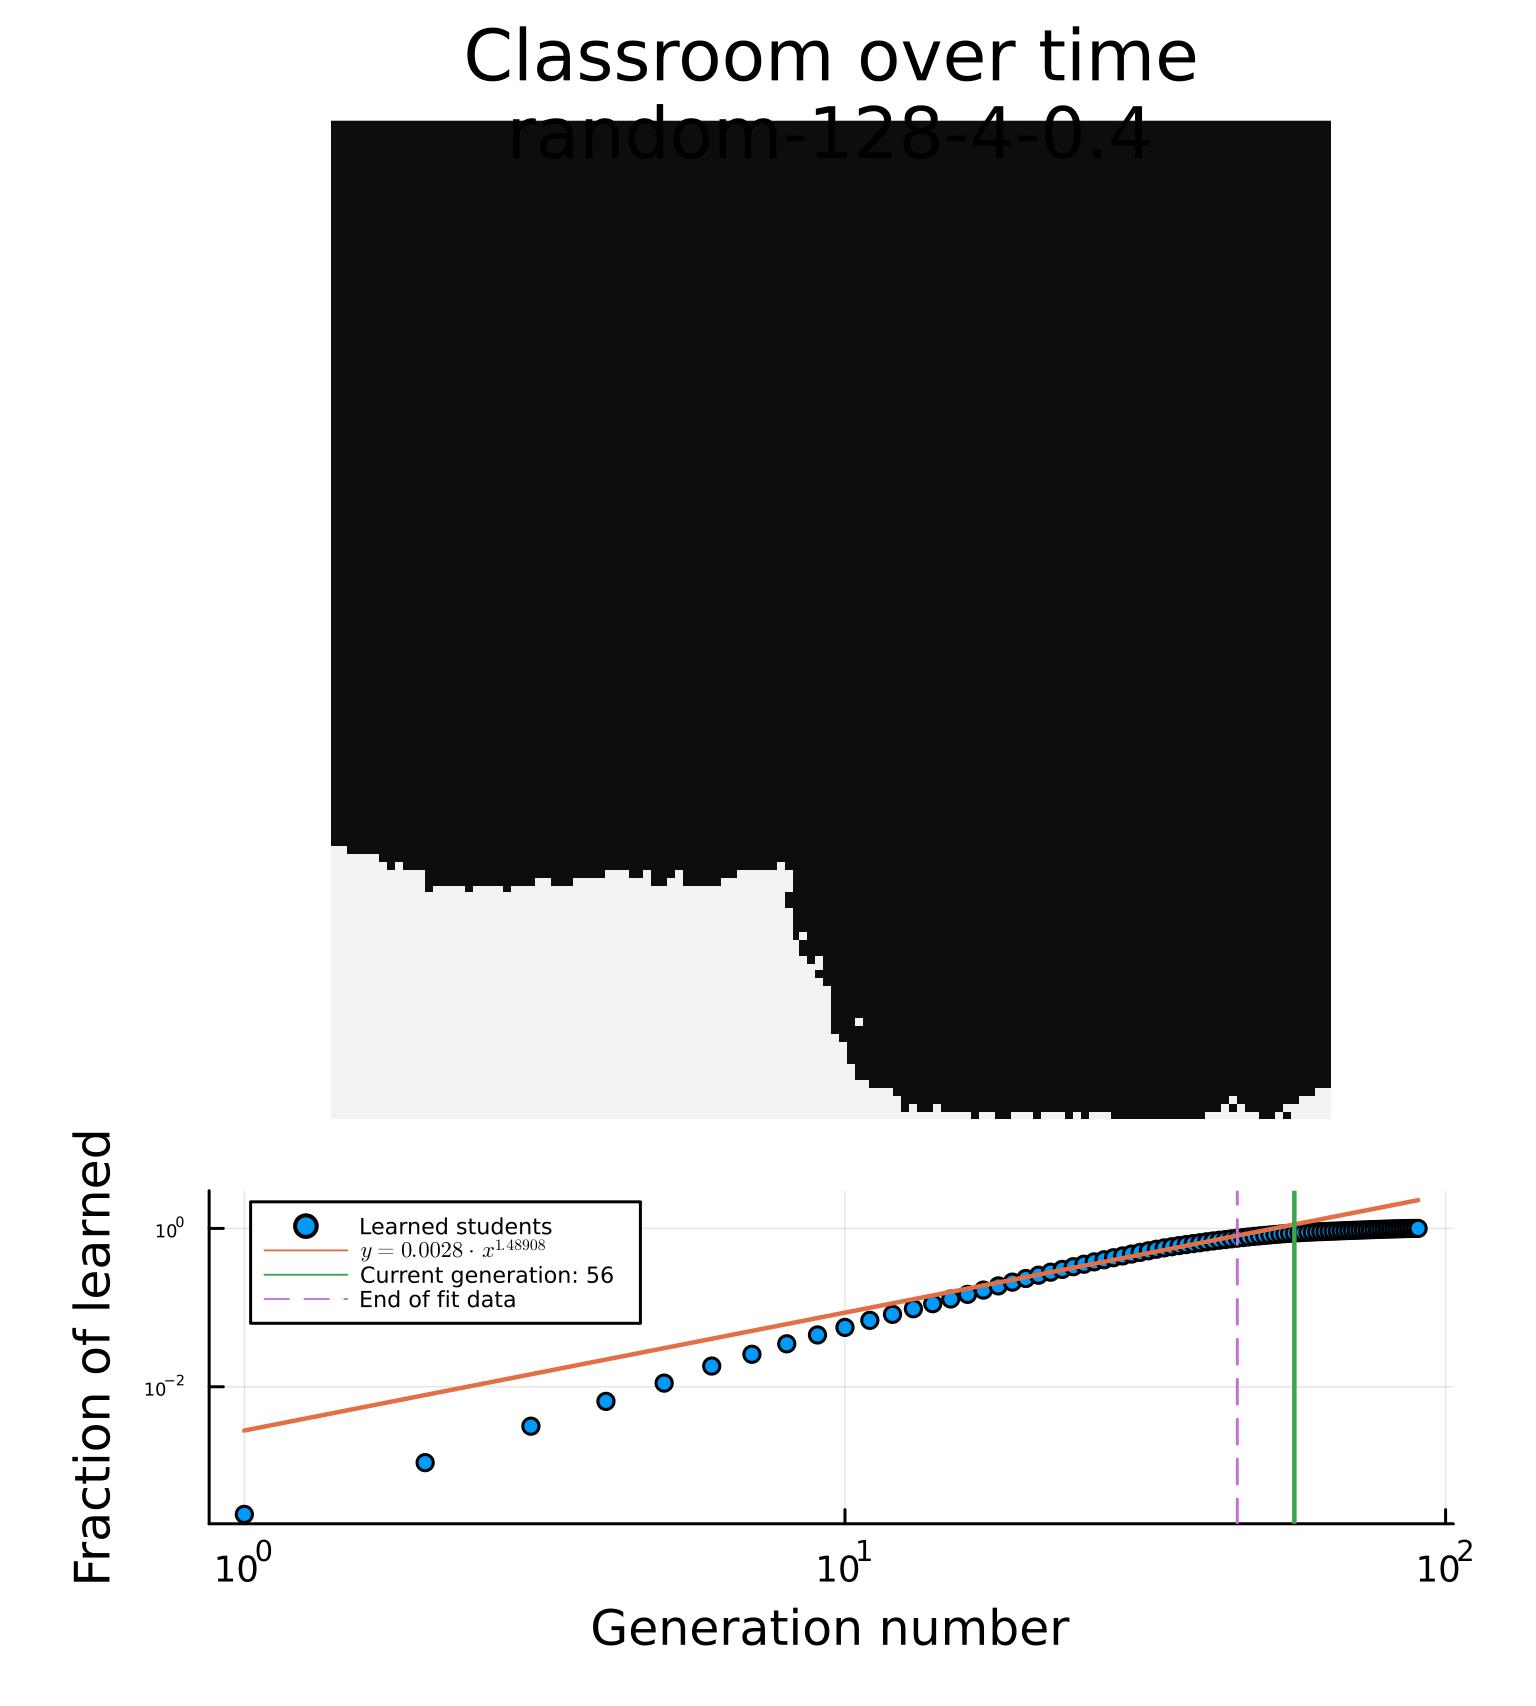 Classroom over time
random-128-4-0.4
Fraction of learned
10^0
10^-2
Learned students
y = 0.0028 · x^1.48908
Current generation: 56
End of fit data
10^0
10^1
10^2
Generation number